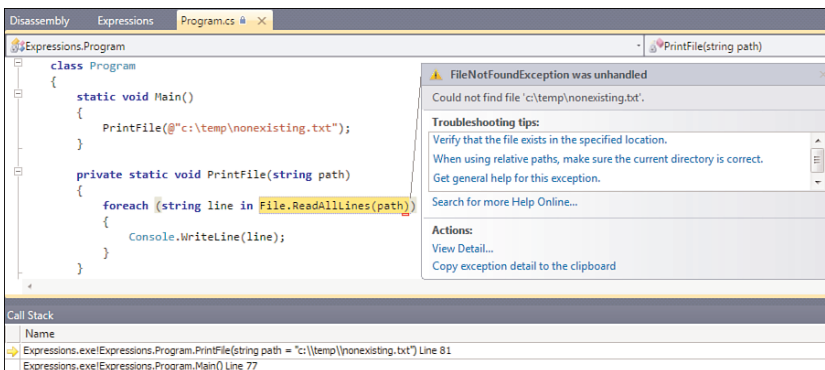 Disassembly Expressions Program.cs
Expressions.Program PrintFile(string path)
class Program
{
static void Main()
{
PrintFile(@"c:\temp\nonexisting.txt");
}
private static void PrintFile(string path)
{
foreach (string line in File.ReadAllLines(path))
{
Console.WriteLine(line);
}
}
FileNotFoundException was unhandled
Could not find file 'c:\temp\nonexisting.txt'.
Troubleshooting tips:
Verify that the file exists in the specified location.
When using relative paths, make sure the current directory is correct.
Get general help for this exception.
Search for more Help Online...
Actions:
View Detail...
Copy exception detail to the clipboard
Call Stack
Name
Expressions.exe!Expressions.Program.PrintFile(string path = "c:\\temp\\nonexisting.txt") Line 81
Expressions.exe!Expressions.Program.Main() Line 77